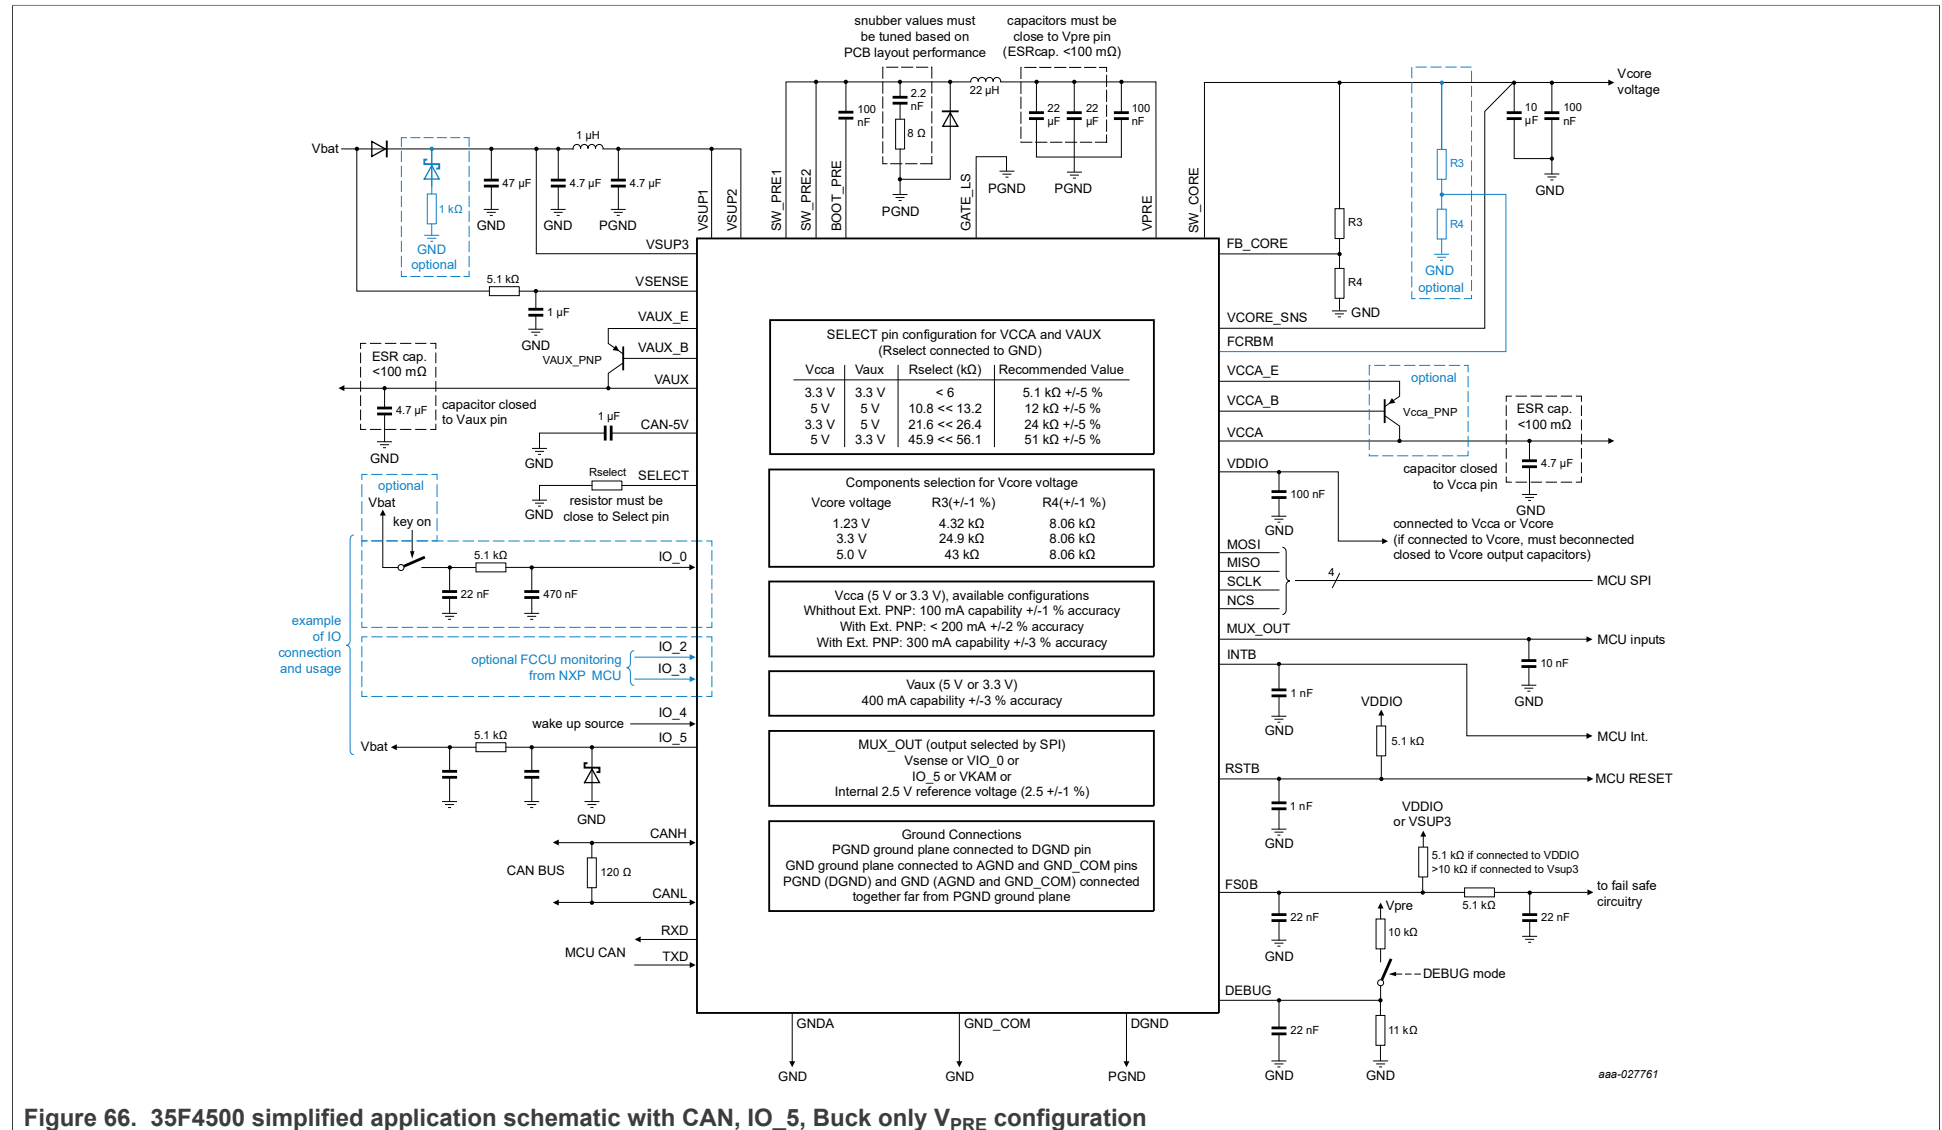 snubber values must
be tuned based on
PCB layout performance
capacitors must be
close to Vpre pin
(ESRcap. <100 mΩ)
Vcore
voltage
2.2
nF
22 µH
100
nF
8 Ω
22
µF
22
µF
100
nF
10
µF
100
nF
Vbat
1 µH
R3
47 µF
4.7 µF
4.7 µF
1 kΩ
GND
GND
PGND
GND
optional
VSUP1
VSUP2
SW_PRE1
SW_PRE2
BOOT_PRE
PGND
GATE_LS
PGND
PGND
VPRE
SW_CORE
GND
R3
R4
GND
optional
VSUP3
FB_CORE
5.1 kΩ
VSENSE
R4
1 µF
GND
GND
VAUX_E
VCORE_SNS
VAUX_PNP
VAUX_B
FCRBM
ESR cap.
<100 mΩ
VAUX
4.7 µF
capacitor closed
to Vaux pin
GND
SELECT pin configuration for VCCA and VAUX
(Rselect connected to GND)
Vcca Vaux Rselect (kΩ) Recommended Value
3.3 V 3.3 V < 6 5.1 kΩ +/-5 %
5 V 5 V 10.8 << 13.2 12 kΩ +/-5 %
3.3 V 5 V 21.6 << 26.4 24 kΩ +/-5 %
5 V 3.3 V 45.9 << 56.1 51 kΩ +/-5 %
VCCA_E
optional
VCCA_B
Vcca_PNP
ESR cap.
<100 mΩ
VCCA
4.7 µF
capacitor closed
to Vcca pin
GND
1 µF
CAN-5V
GND
Rselect
SELECT
GND
resistor must be
close to Select pin
VDDIO
100 nF
GND
connected to Vcca or Vcore
(if connected to Vcore, must beconnected
closed to Vcore output capacitors)
optional
Vbat
key on
5.1 kΩ
IO_0
22 nF
470 nF
Components selection for Vcore voltage
Vcore voltage R3(+/-1 %) R4(+/-1 %)
1.23 V 4.32 kΩ 8.06 kΩ
3.3 V 24.9 kΩ 8.06 kΩ
5.0 V 43 kΩ 8.06 kΩ
MOSI
MISO
SCLK
NCS
4
MCU SPI
example
of IO
connection
and usage
Vcca (5 V or 3.3 V), available configurations
Whithout Ext. PNP: 100 mA capability +/-1 % accuracy
With Ext. PNP: < 200 mA +/-2 % accuracy
With Ext. PNP: 300 mA capability +/-3 % accuracy
IO_2
optional FCCU monitoring
from NXP MCU
IO_3
MUX_OUT
MCU inputs
10 nF
GND
INTB
1 nF
GND
MCU Int.
Vaux (5 V or 3.3 V)
400 mA capability +/-3 % accuracy
IO_4
wake up source
Vbat
5.1 kΩ
IO_5
GND
MUX_OUT (output selected by SPI)
Vsense or VIO_0 or
IO_5 or VKAM or
Internal 2.5 V reference voltage (2.5 +/-1 %)
VDDIO
5.1 kΩ
RSTB
MCU RESET
1 nF
GND
Ground Connections
PGND ground plane connected to DGND pin
GND ground plane connected to AGND and GND_COM pins
PGND (DGND) and GND (AGND and GND_COM) connected
together far from PGND ground plane
VDDIO
or VSUP3
5.1 kΩ if connected to VDDIO
>10 kΩ if connected to Vsup3
CANH
CAN BUS
120 Ω
CANL
FS0B
5.1 kΩ
to fail safe
circuitry
22 nF
GND
22 nF
RXD
MCU CAN
TXD
Vpre
10 kΩ
DEBUG mode
DEBUG
22 nF
GND
11 kΩ
GND
GNDA
GND_COM
DGND
GND
GND
PGND
aaa-027761
Figure 66. 35F4500 simplified application schematic with CAN, IO_5, Buck only VPRE configuration